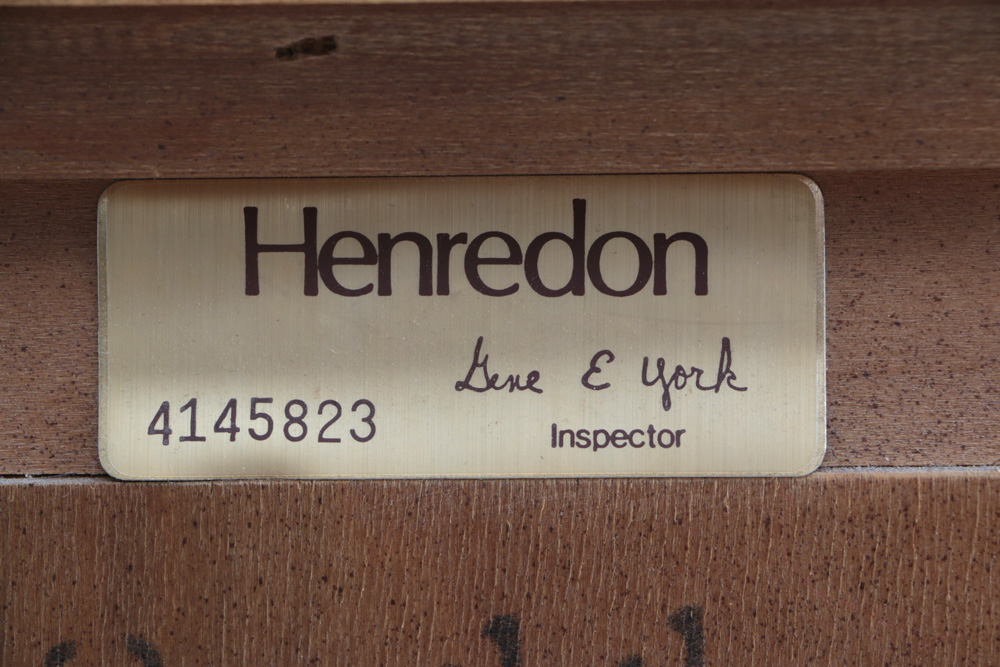 Henredon
Gene E York
4145823
Inspector